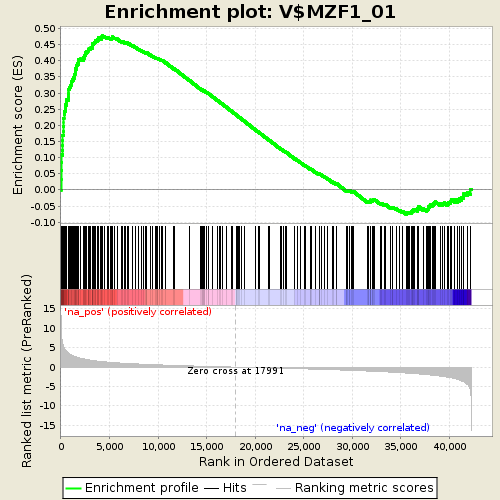 Enrichment plot: V$MZF1_01
Enrichment score (ES)
0.50
0.45
0.40
0.35
0.30
0.25
0.20
0.15
0.10
0.05
0.00
-0.05
-0.10
Ranked list metric (PreRanked)
15
10
5
0
-5
-10
-15
'na_pos' (positively correlated)
Zero cross at 17991
'na_neg' (negatively correlated)
0
5,000
10,000
15,000
20,000
25,000
30,000
35,000
40,000
Rank in Ordered Dataset
Enrichment profile
Hits
Ranking metric scores